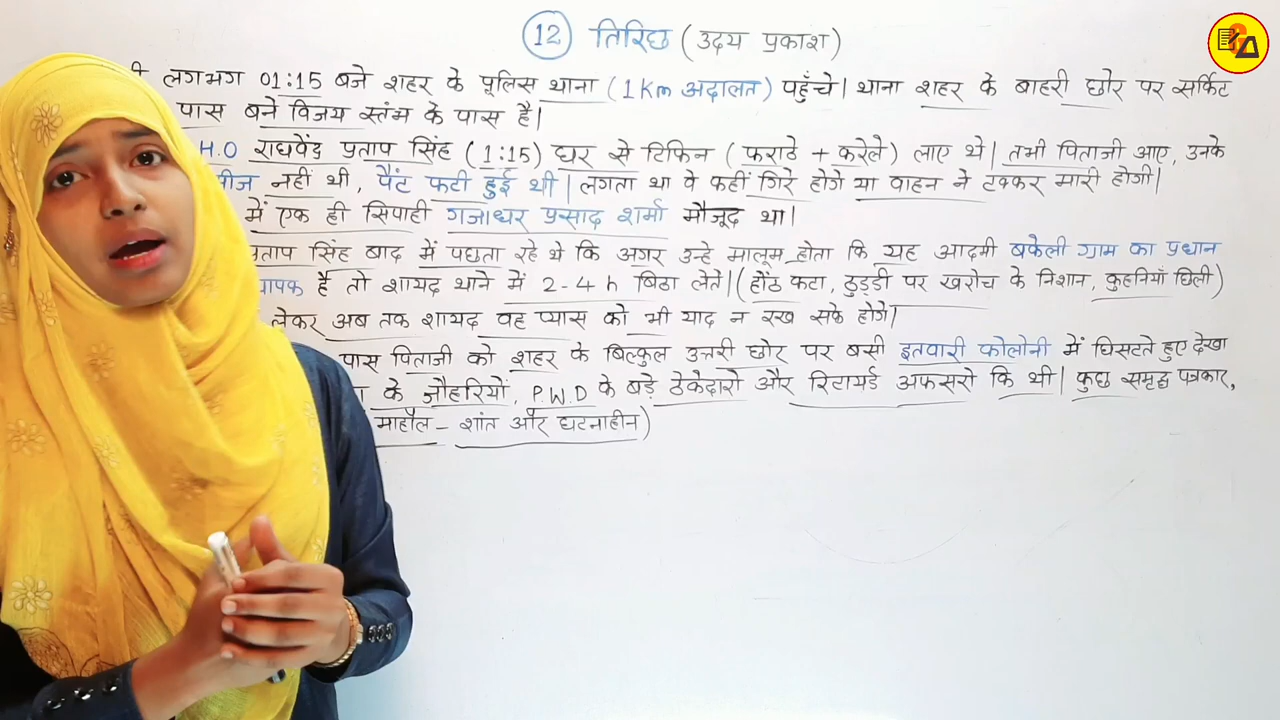 12 तिरिछ (उदय प्रकाश)
लगभग 01:15 बजे शहर के पूलिस थाना (1Km अदालत) पहुँचे। थाना शहर के बाहरी छोर पर सर्किट
पास बने विजय स्तंभ के पास है।
H.O राघवेंद्र प्रताप सिंह (1:15) घर से टिफिन (फराठे + करेले) लाए थे। तभी पिताजी आए, उनके
नहीं थी, पैंट फटी हुई थी। लगता था वे कहीं गिरे होगे या वाहन ने टक्कर मारी होगी।
में एक ही सिपाही गजाधर प्रसाद शर्मा मौजूद था।
प्रताप सिंह बाद में पछता रहे थे कि अगर उन्हे मालूम होता कि यह आदमी बकेली ग्राम का प्रधान
है तो शायद थाने में 2-4 h बिठा लेते। (होंठ कटा, ठुड्डी पर खरोच के निशान, कुहनियाँ छिली)
लेकर अब तक शायद वह प्यास को भी याद न रख सके होगे।
पास पिताजी को शहर के बिल्कुल उत्तरी छोर पर बसी इतवारी कोलोनी में घिसटते हुए देखा
के जौहरियो, P.W.D के बड़े ठेकेदारो और रिटायर्ड अफसरो कि थी। कुछ समृद्ध पत्रकार,
माहौल - शांत और घटनाहीन)